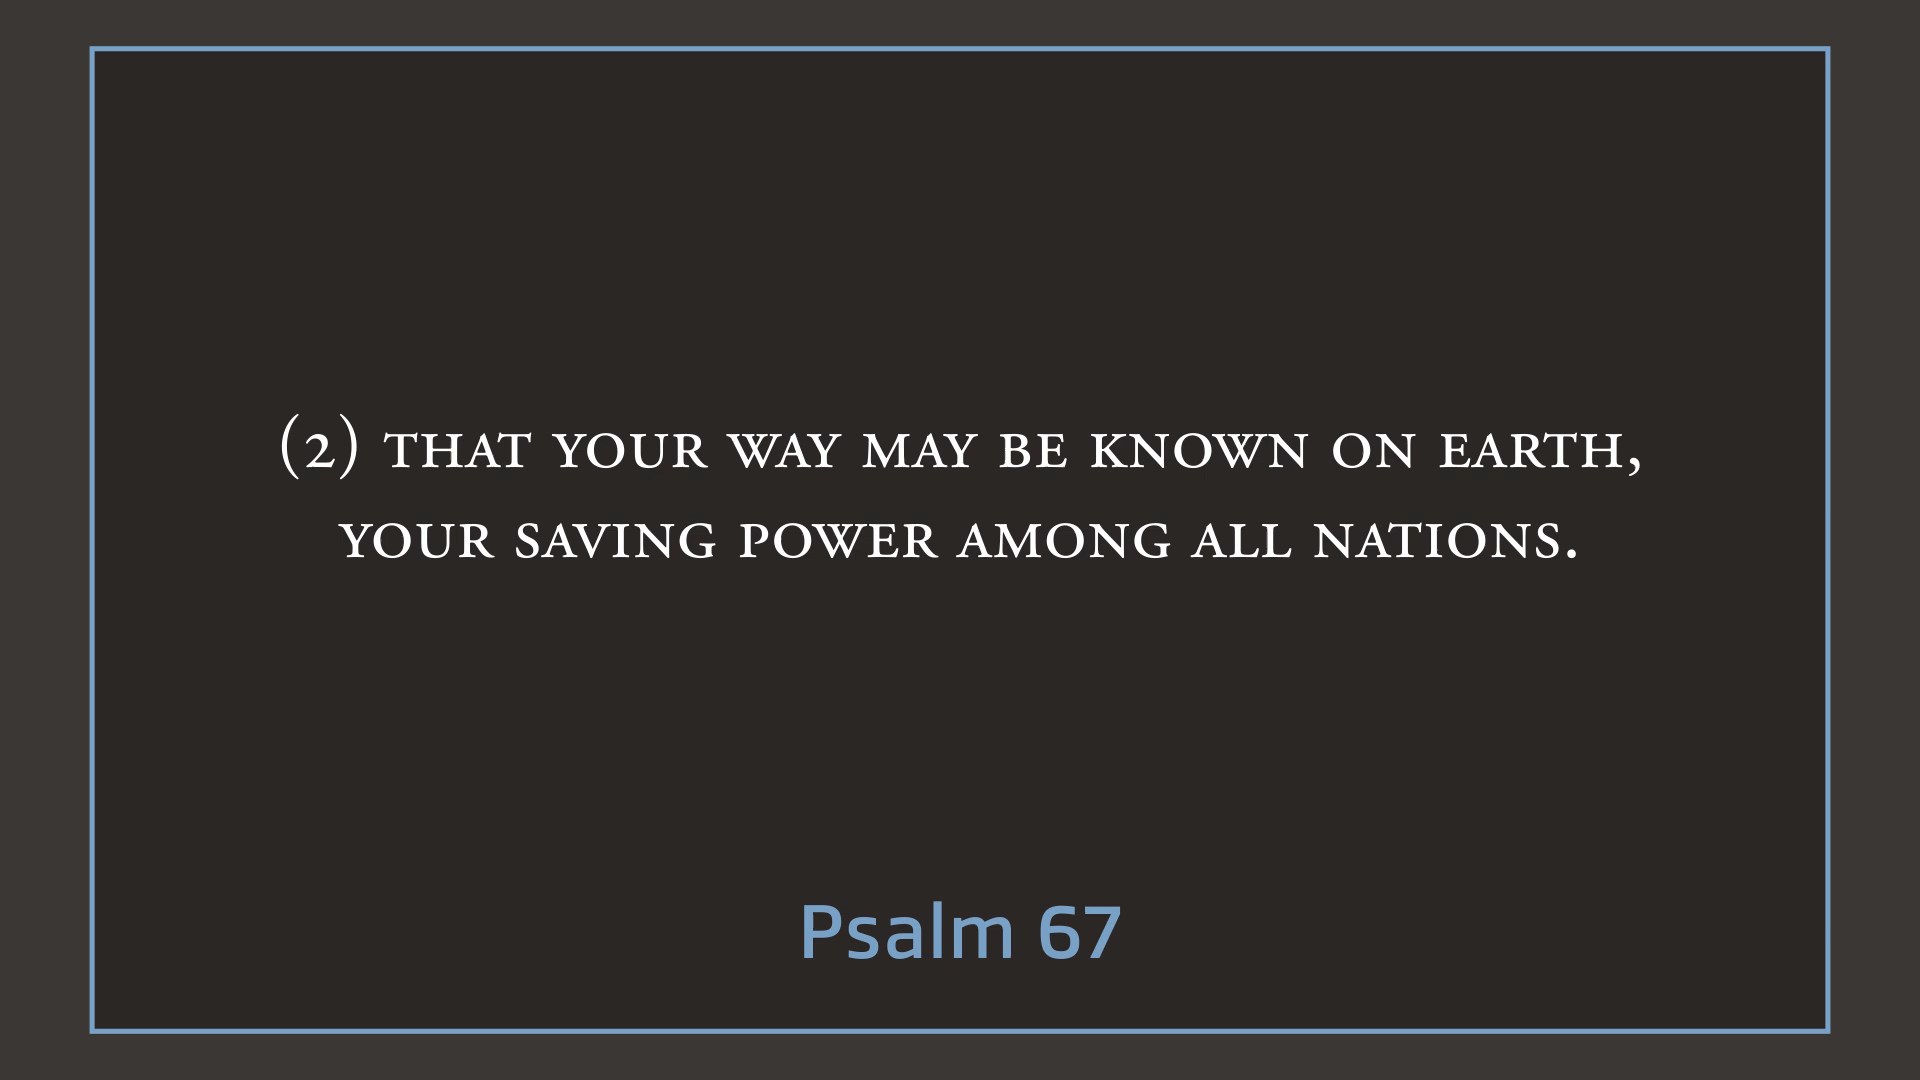 (2) that your way may be known on earth,
your saving power among all nations.
Psalm 67